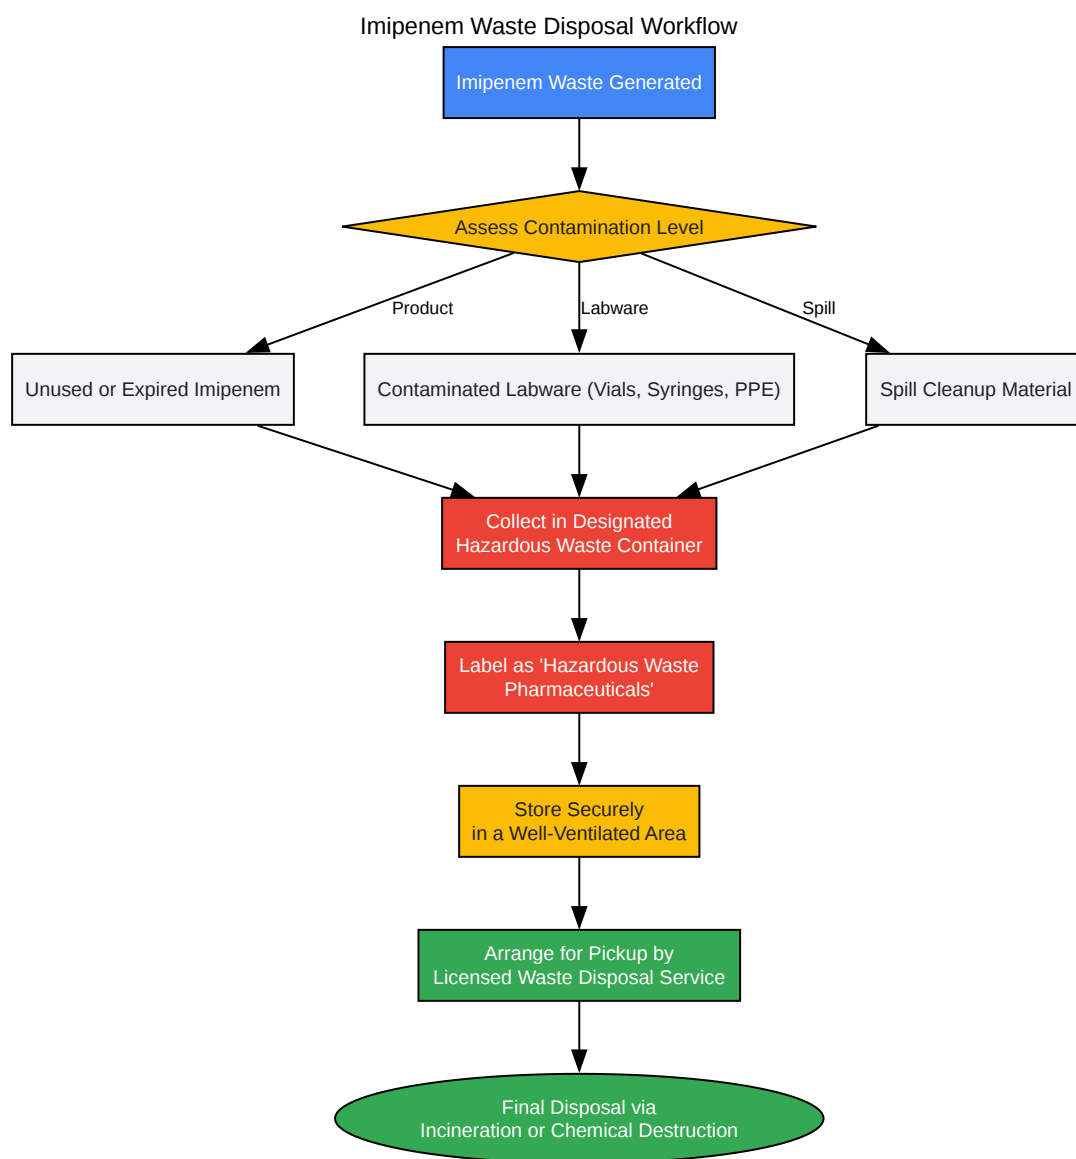 Imipenem Waste Disposal Workflow
Imipenem Waste Generated
Assess Contamination Level
Product
Labware
Spill
Unused or Expired Imipenem
Contaminated Labware (Vials, Syringes, PPE)
Spill Cleanup Material
Collect in Designated
Hazardous Waste Container
Label as 'Hazardous Waste
Pharmaceuticals'
Store Securely
in a Well-Ventilated Area
Arrange for Pickup by
Licensed Waste Disposal Service
Final Disposal via
Incineration or Chemical Destruction